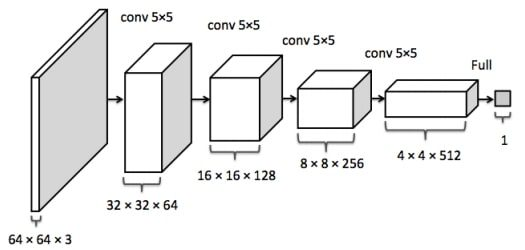 conv 5×5
conv 5×5
conv 5×5
conv 5×5
Full
1
4 × 4 × 512
8 × 8 × 256
16 × 16 × 128
32 × 32 × 64
64 × 64 × 3